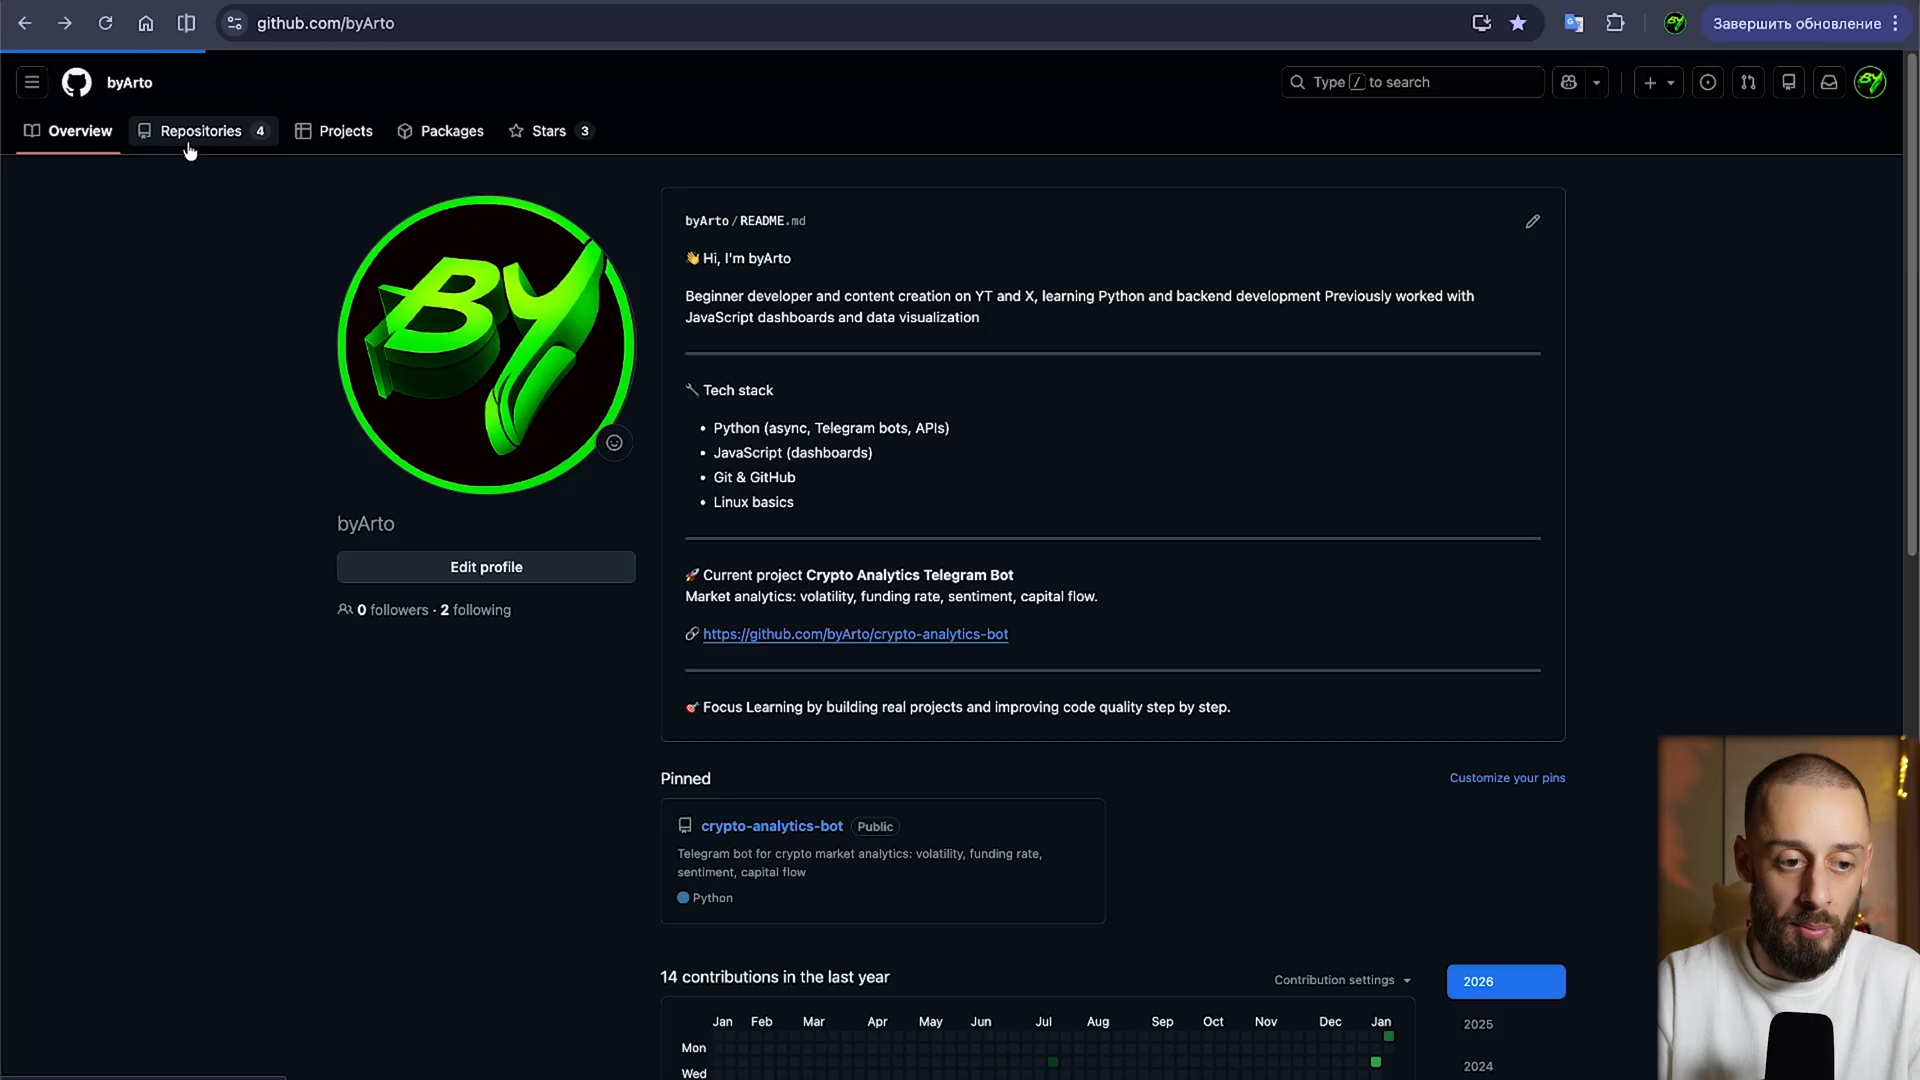 github.com/byArto
Завершить обновление
byArto
Type / to search
Overview
Repositories 4
Projects
Packages
Stars 3
BY
byArto/README.md
👋 Hi, I'm byArto
Beginner developer and content creation on YT and X, learning Python and backend development Previously worked with
JavaScript dashboards and data visualization
🔧 Tech stack
• Python (async, Telegram bots, APIs)
• JavaScript (dashboards)
• Git & GitHub
• Linux basics
byArto
Edit profile
0 followers · 2 following
🚀 Current project Crypto Analytics Telegram Bot
Market analytics: volatility, funding rate, sentiment, capital flow.
🔗 https://github.com/byArto/crypto-analytics-bot
🎯 Focus Learning by building real projects and improving code quality step by step.
Pinned
Customize your pins
crypto-analytics-bot Public
Telegram bot for crypto market analytics: volatility, funding rate,
sentiment, capital flow
Python
14 contributions in the last year
Contribution settings
2026
2025
2024
Jan Feb Mar Apr May Jun Jul Aug Sep Oct Nov Dec Jan
Mon
Wed